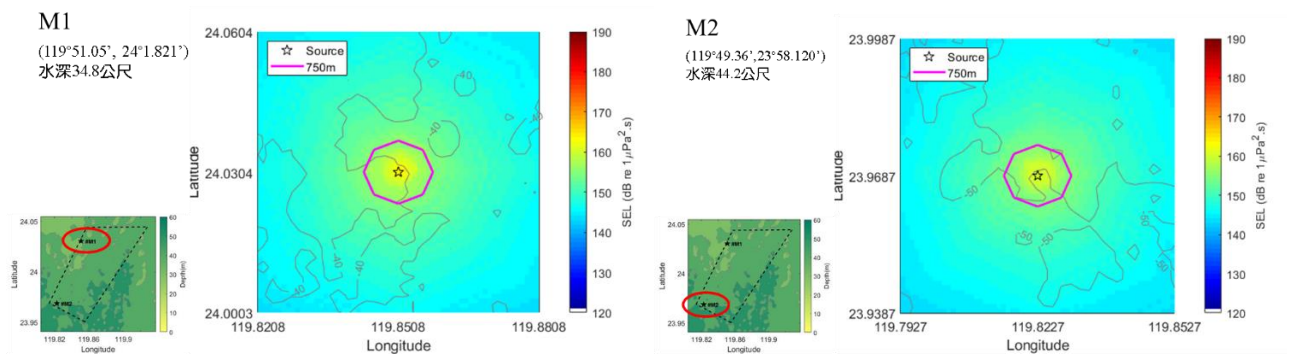 M1
(119°51.05', 24°1.821')
水深34.8公尺
24.0604
24.0304
24.0003
Latitude
119.8208
119.8508
119.8808
Longitude
Source
750m
-40
-40
-40
-40
-40
-40
190
180
170
160
150
140
130
120
SEL (dB re 1μPa².s)
24.05
24
23.95
Latitude
119.82
119.86
119.9
Longitude
#M1
#M2
60
50
40
30
20
10
0
Depth(m)
M2
(119°49.36',23°58.120')
水深44.2公尺
23.9987
23.9687
23.9387
Latitude
119.7927
119.8227
119.8527
Longitude
Source
750m
-50
-50
-50
-50
-50
190
180
170
160
150
140
130
120
SEL (dB re 1μPa².s)
24.05
24
23.95
Latitude
119.82
119.86
119.9
Longitude
#M1
#M2
60
50
40
30
20
10
0
Depth(m)